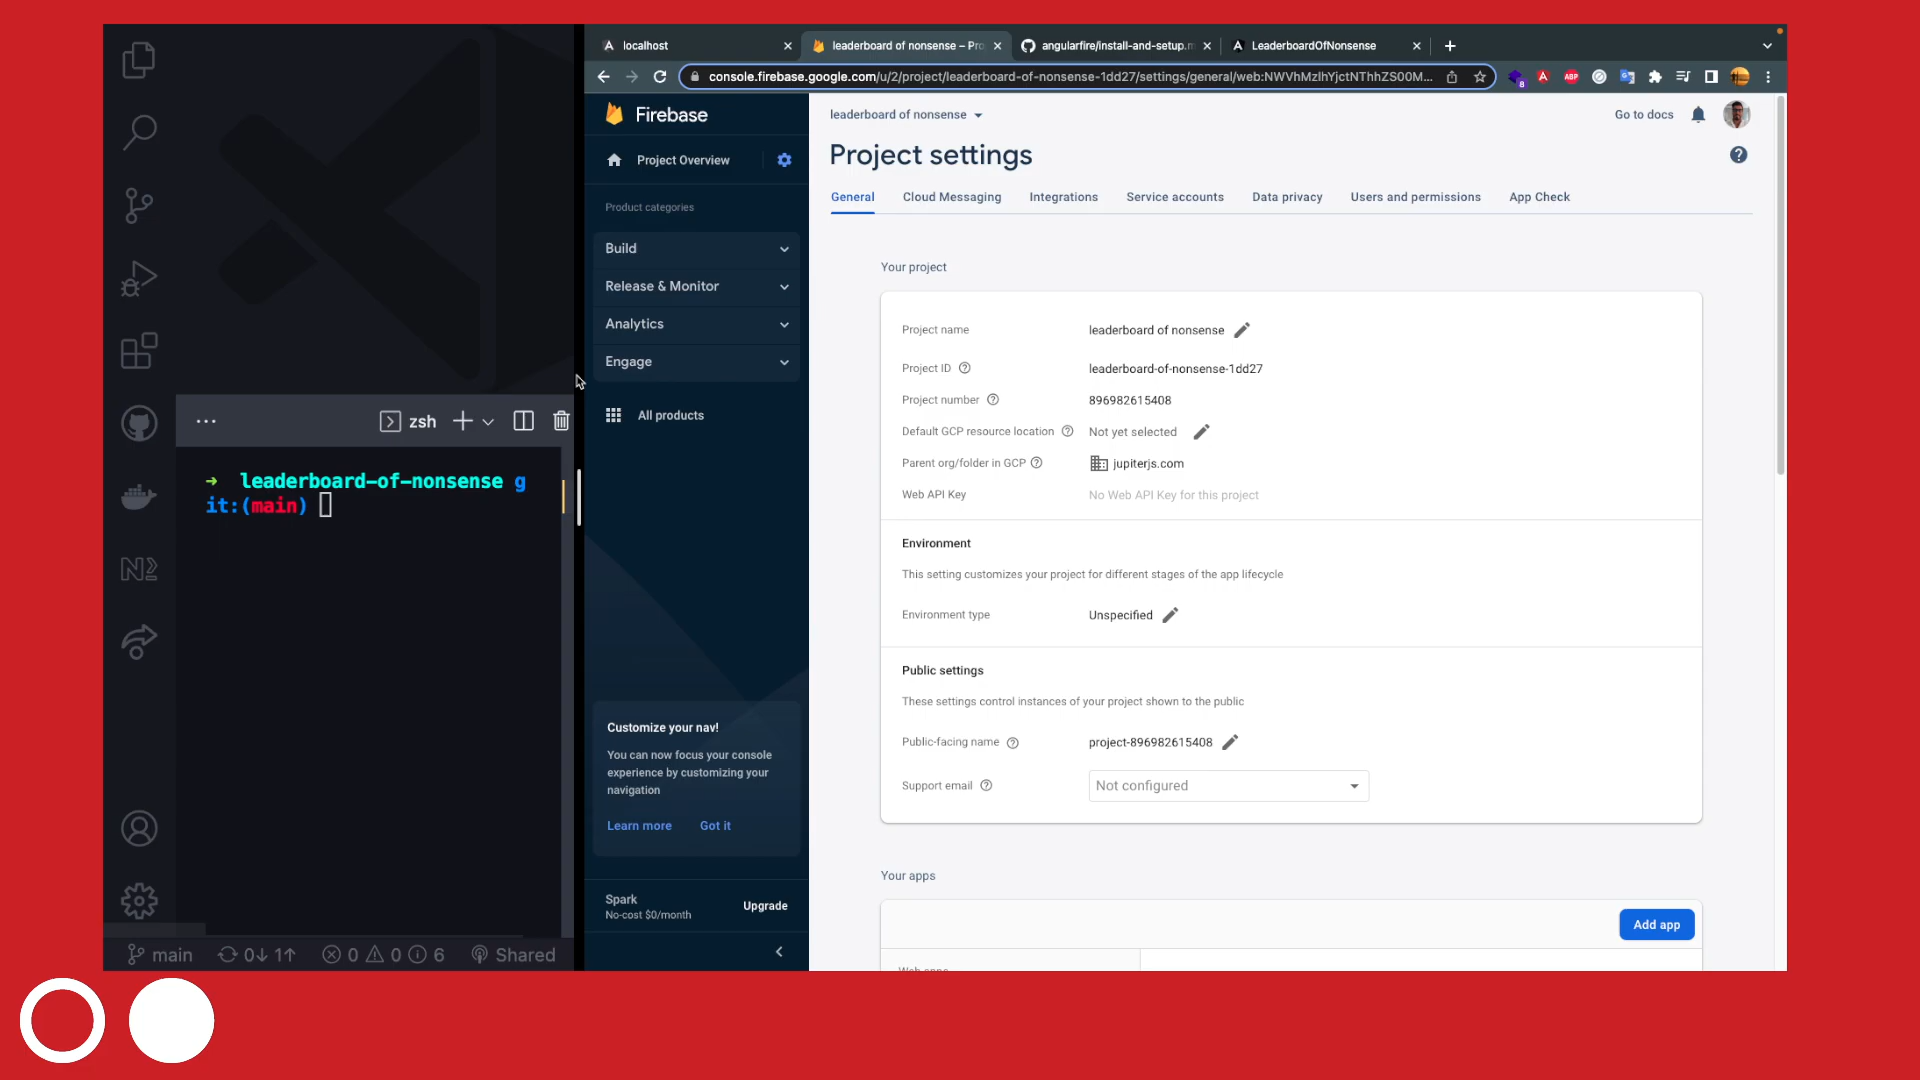 localhost
leaderboard of nonsense – Pro
angularfire/install-and-setup.m
LeaderboardOfNonsense
console.firebase.google.com/u/2/project/leaderboard-of-nonsense-1dd27/settings/general/web:NWVhMzlhYjctNThhZS00M...
ABP
8
Firebase
Project Overview
Product categories
Build
Release & Monitor
Analytics
Engage
All products
Customize your nav!
You can now focus your console
experience by customizing your
navigation
Learn more
Got it
Spark
No-cost $0/month
Upgrade
leaderboard of nonsense
Go to docs
Project settings
General
Cloud Messaging
Integrations
Service accounts
Data privacy
Users and permissions
App Check
Your project
Project name
leaderboard of nonsense
Project ID
leaderboard-of-nonsense-1dd27
Project number
896982615408
Default GCP resource location
Not yet selected
Parent org/folder in GCP
jupiterjs.com
Web API Key
No Web API Key for this project
Environment
This setting customizes your project for different stages of the app lifecycle
Environment type
Unspecified
Public settings
These settings control instances of your project shown to the public
Public-facing name
project-896982615408
Support email
Not configured
Your apps
Add app
Web apps
zsh
➜ leaderboard-of-nonsense g
it:(main)
main
0↓ 1↑
0
0
6
Shared